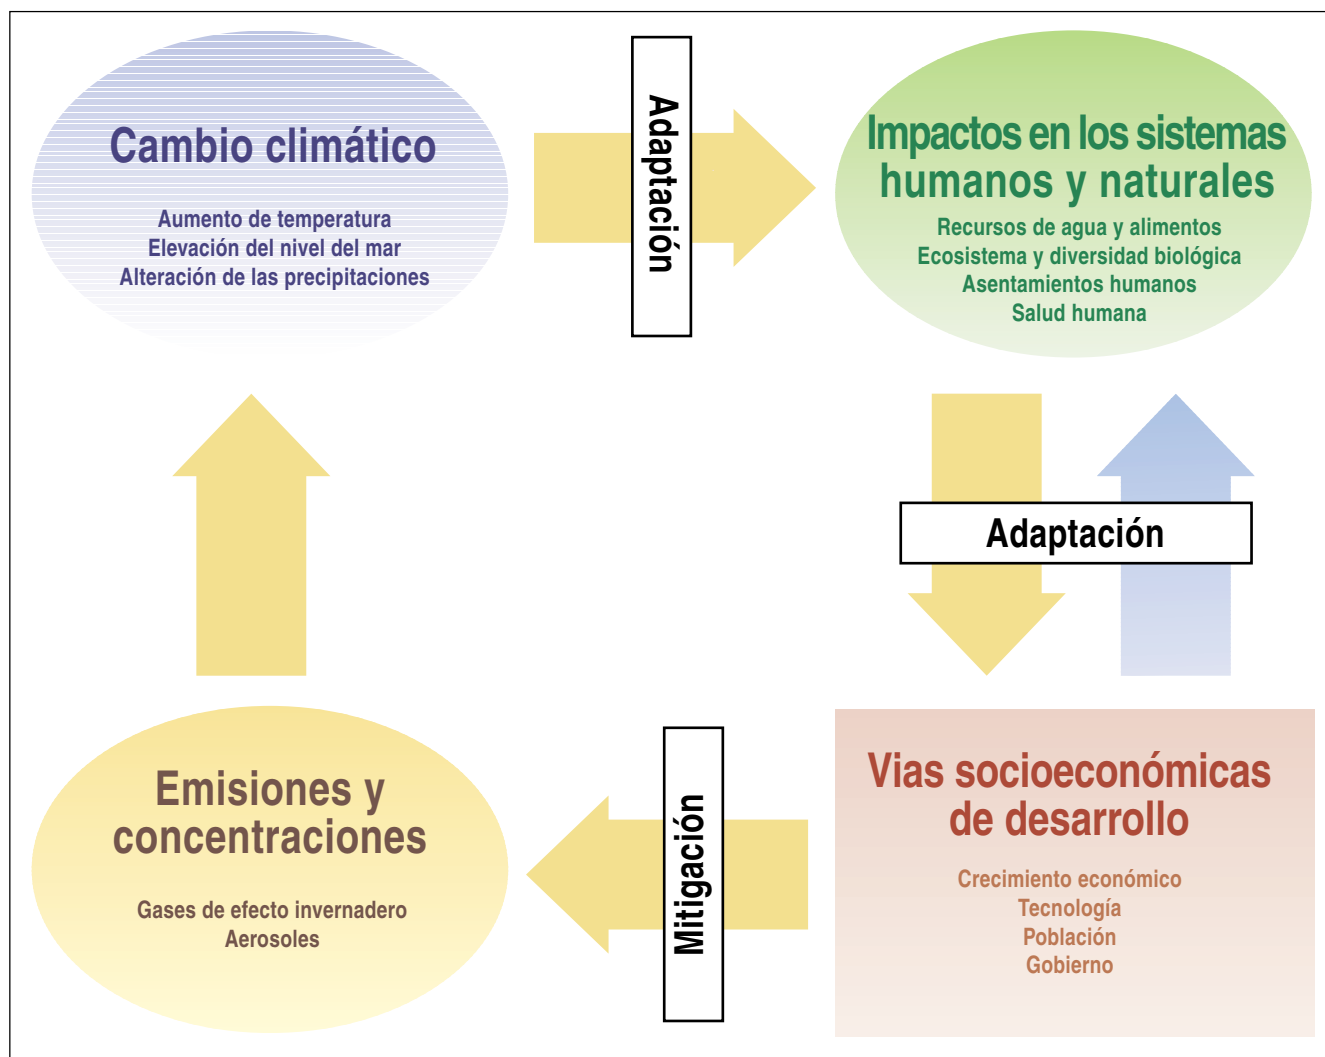 Cambio climático
Aumento de temperatura
Elevación del nivel del mar
Alteración de las precipitaciones
Adaptación
Impactos en los sistemas
humanos y naturales
Recursos de agua y alimentos
Ecosistema y diversidad biológica
Asentamientos humanos
Salud humana
Adaptación
Emisiones y
concentraciones
Gases de efecto invernadero
Aerosoles
Mitigación
Vias socioeconómicas
de desarrollo
Crecimiento económico
Tecnología
Población
Gobierno